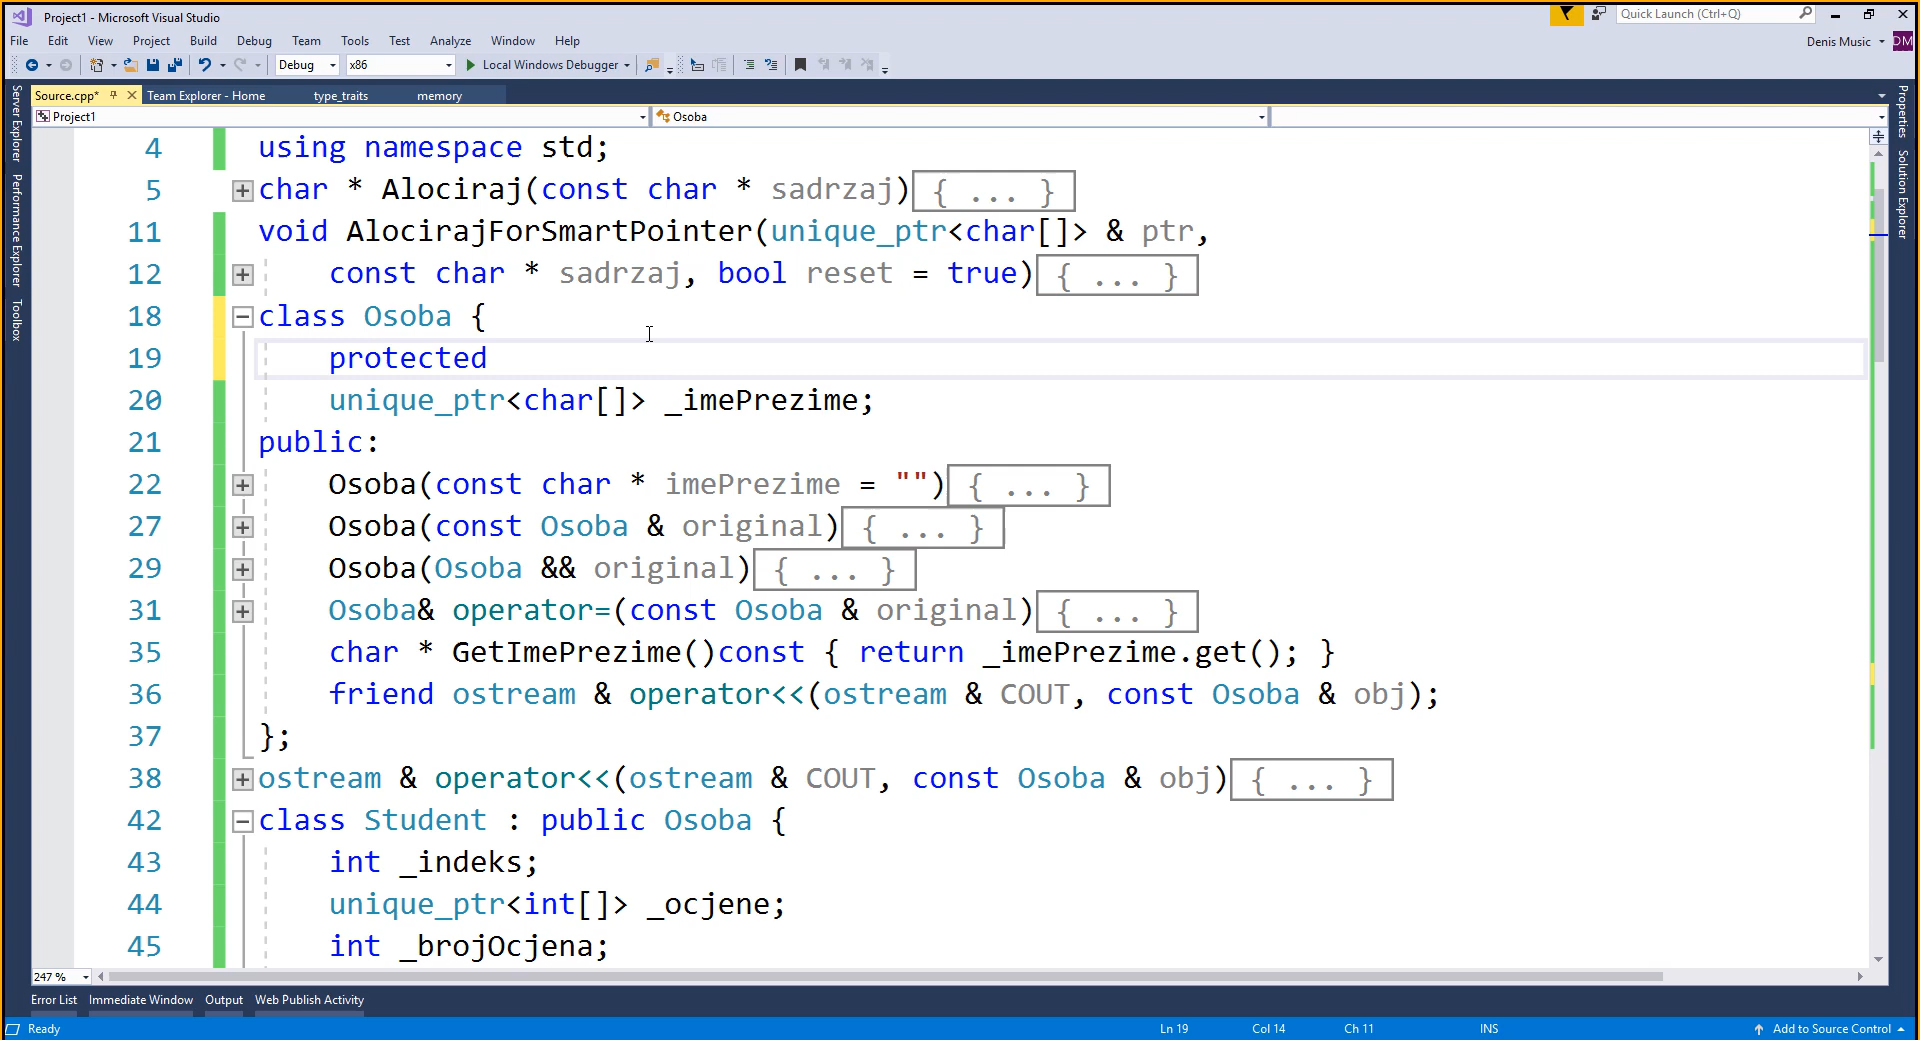 Project1 - Microsoft Visual Studio
Quick Launch (Ctrl+Q)
File Edit View Project Build Debug Team Tools Test Analyze Window Help
Denis Music DM
Debug x86 Local Windows Debugger
Source.cpp* Team Explorer - Home type_traits memory
Project1 Osoba
Server Explorer
Performance Explorer
Toolbox
Properties
Solution Explorer
4 using namespace std;
5 char * Alociraj(const char * sadrzaj){ ... }
11 void AlocirajForSmartPointer(unique_ptr<char[]> & ptr,
12 const char * sadrzaj, bool reset = true){ ... }
18 class Osoba {
19 protected
20 unique_ptr<char[]> _imePrezime;
21 public:
22 Osoba(const char * imePrezime = ""){ ... }
27 Osoba(const Osoba & original){ ... }
29 Osoba(Osoba && original){ ... }
31 Osoba& operator=(const Osoba & original){ ... }
35 char * GetImePrezime()const { return _imePrezime.get(); }
36 friend ostream & operator<<(ostream & COUT, const Osoba & obj);
37 };
38 ostream & operator<<(ostream & COUT, const Osoba & obj){ ... }
42 class Student : public Osoba {
43 int _indeks;
44 unique_ptr<int[]> _ocjene;
45 int _brojOcjena;
247 %
Error List Immediate Window Output Web Publish Activity
Ready Ln 19 Col 14 Ch 11 INS Add to Source Control